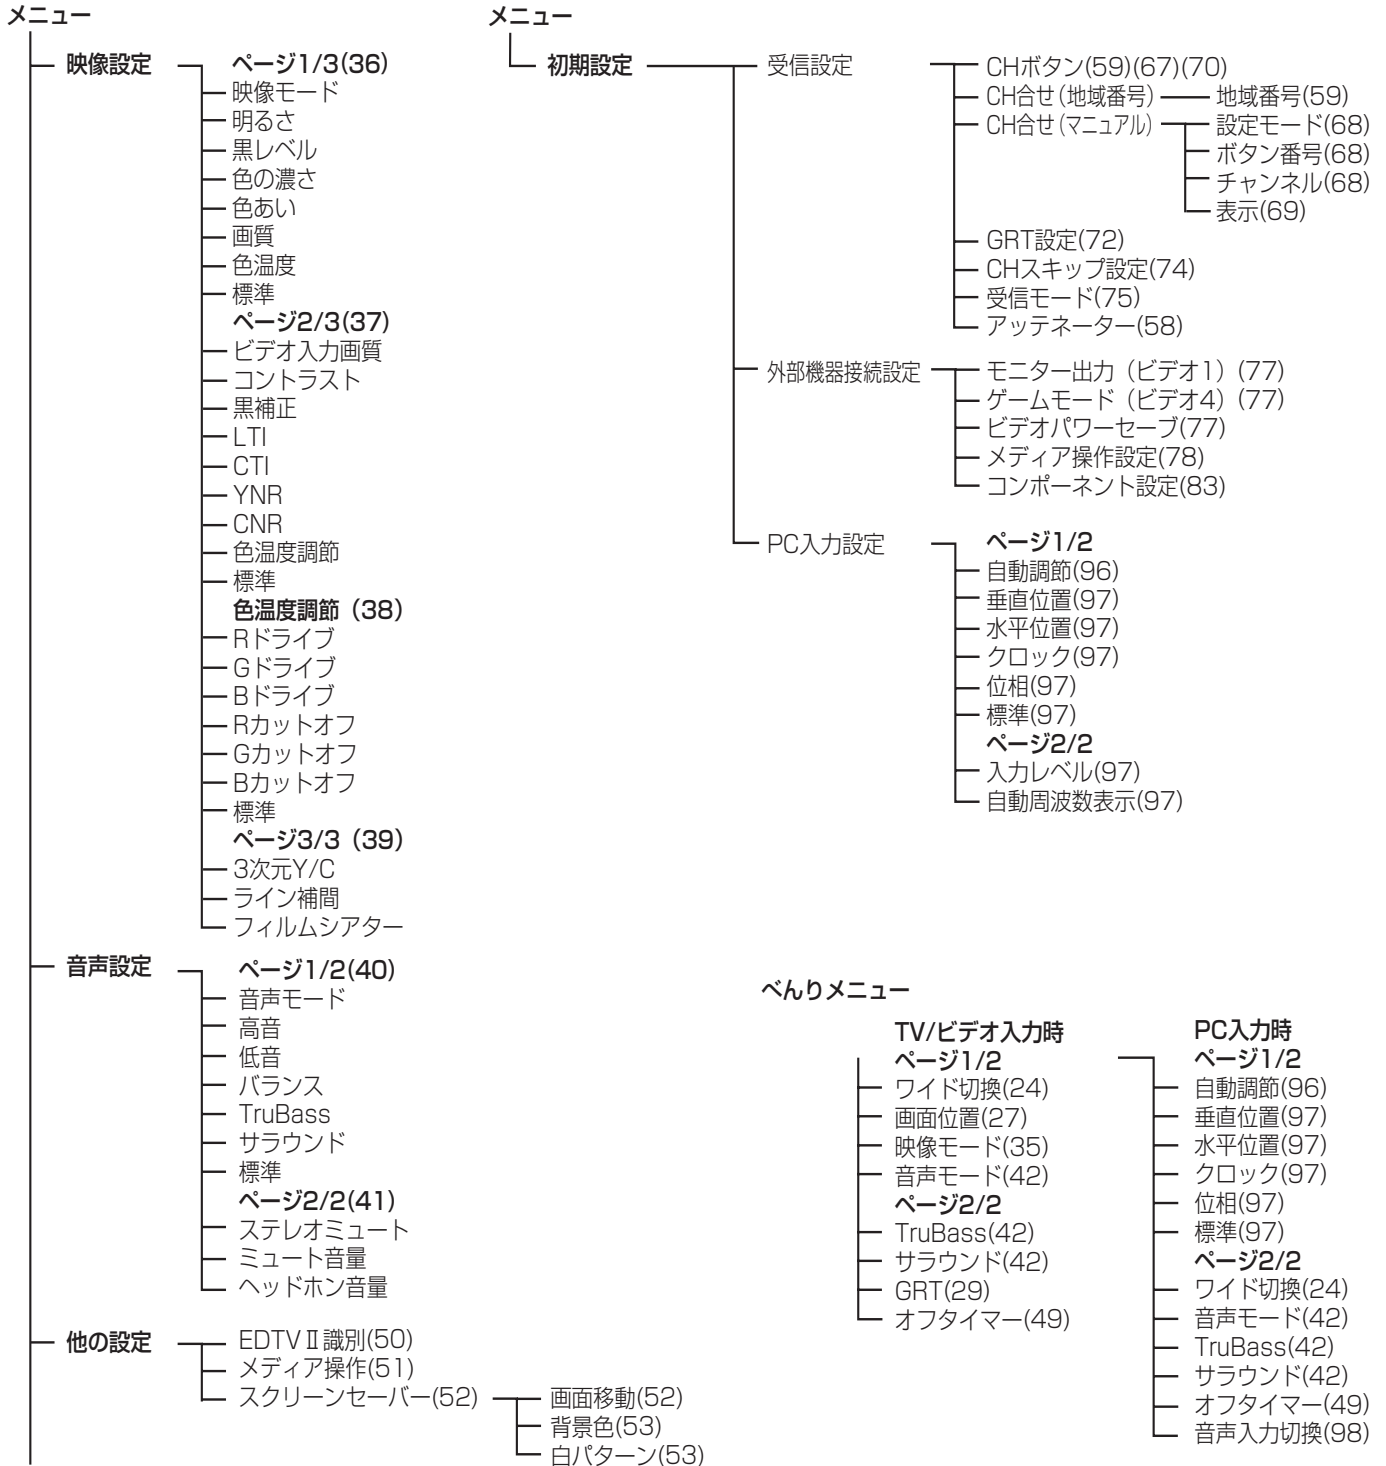 メニュー
映像設定
ページ1/3(36)
映像モード
明るさ
黒レベル
色の濃さ
色あい
画質
色温度
標準
ページ2/3(37)
ビデオ入力画質
コントラスト
黒補正
LTI
CTI
YNR
CNR
色温度調節
標準
色温度調節（38）
Rドライブ
Gドライブ
Bドライブ
Rカットオフ
Gカットオフ
Bカットオフ
標準
ページ3/3（39）
3次元Y/C
ライン補間
フィルムシアター
音声設定
ページ1/2(40)
音声モード
高音
低音
バランス
TruBass
サラウンド
標準
ページ2/2(41)
ステレオミュート
ミュート音量
ヘッドホン音量
他の設定
EDTVⅡ識別(50)
メディア操作(51)
スクリーンセーバー(52)
画面移動(52)
背景色(53)
白パターン(53)
メニュー
初期設定
受信設定
CHボタン(59)(67)(70)
CH合せ（地域番号）
地域番号(59)
CH合せ（マニュアル）
設定モード(68)
ボタン番号(68)
チャンネル(68)
表示(69)
GRT設定(72)
CHスキップ設定(74)
受信モード(75)
アッテネーター(58)
外部機器接続設定
モニター出力（ビデオ1）(77)
ゲームモード（ビデオ4）(77)
ビデオパワーセーブ(77)
メディア操作設定(78)
コンポーネント設定(83)
PC入力設定
ページ1/2
自動調節(96)
垂直位置(97)
水平位置(97)
クロック(97)
位相(97)
標準(97)
ページ2/2
入力レベル(97)
自動周波数表示(97)
べんりメニュー
TV/ビデオ入力時
ページ1/2
ワイド切換(24)
画面位置(27)
映像モード(35)
音声モード(42)
ページ2/2
TruBass(42)
サラウンド(42)
GRT(29)
オフタイマー(49)
PC入力時
ページ1/2
自動調節(96)
垂直位置(97)
水平位置(97)
クロック(97)
位相(97)
標準(97)
ページ2/2
ワイド切換(24)
音声モード(42)
TruBass(42)
サラウンド(42)
オフタイマー(49)
音声入力切換(98)